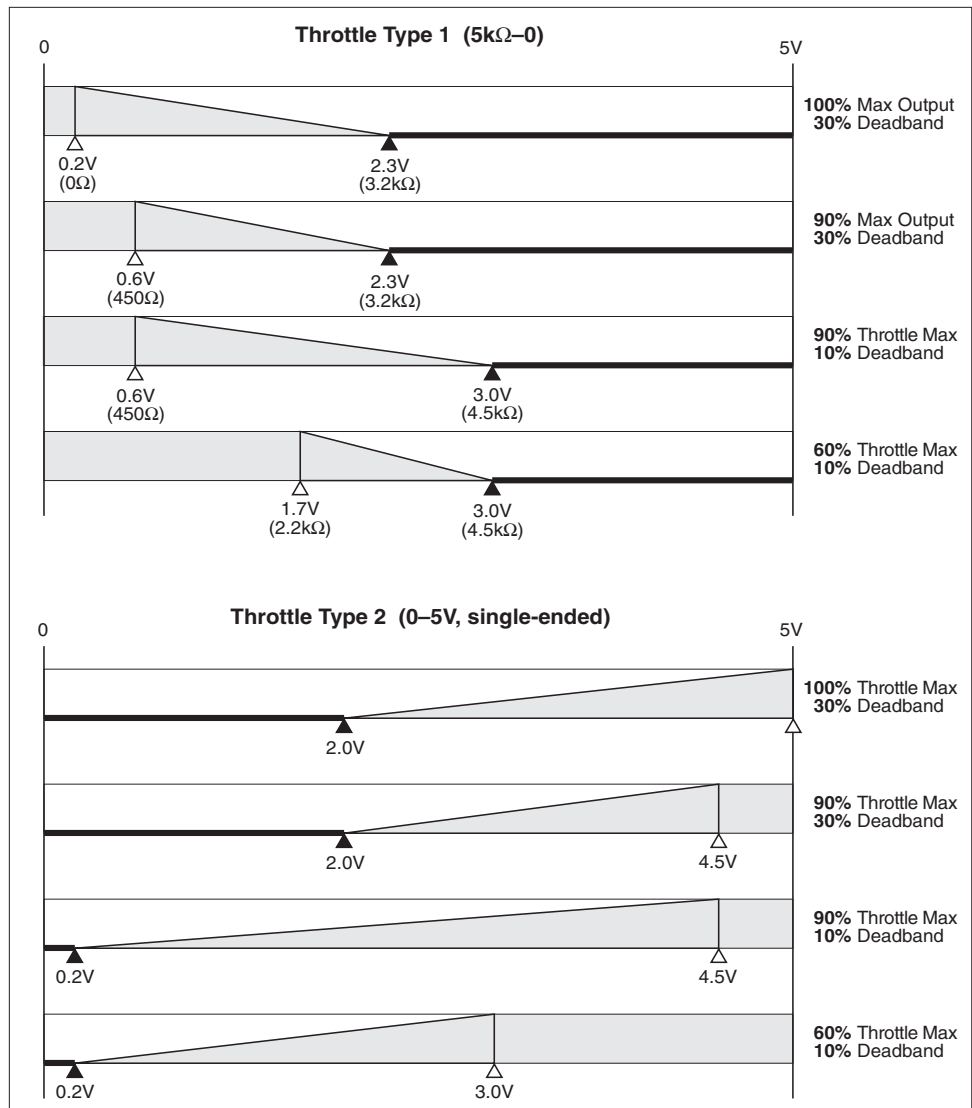 Throttle Type 1 (5kΩ–0)
0
5V
100% Max Output
30% Deadband
0.2V
(0Ω)
2.3V
(3.2kΩ)
90% Max Output
30% Deadband
0.6V
(450Ω)
2.3V
(3.2kΩ)
90% Throttle Max
10% Deadband
0.6V
(450Ω)
3.0V
(4.5kΩ)
60% Throttle Max
10% Deadband
1.7V
(2.2kΩ)
3.0V
(4.5kΩ)
Throttle Type 2 (0–5V, single-ended)
0
5V
100% Throttle Max
30% Deadband
2.0V
90% Throttle Max
30% Deadband
2.0V
4.5V
90% Throttle Max
10% Deadband
0.2V
4.5V
60% Throttle Max
10% Deadband
0.2V
3.0V